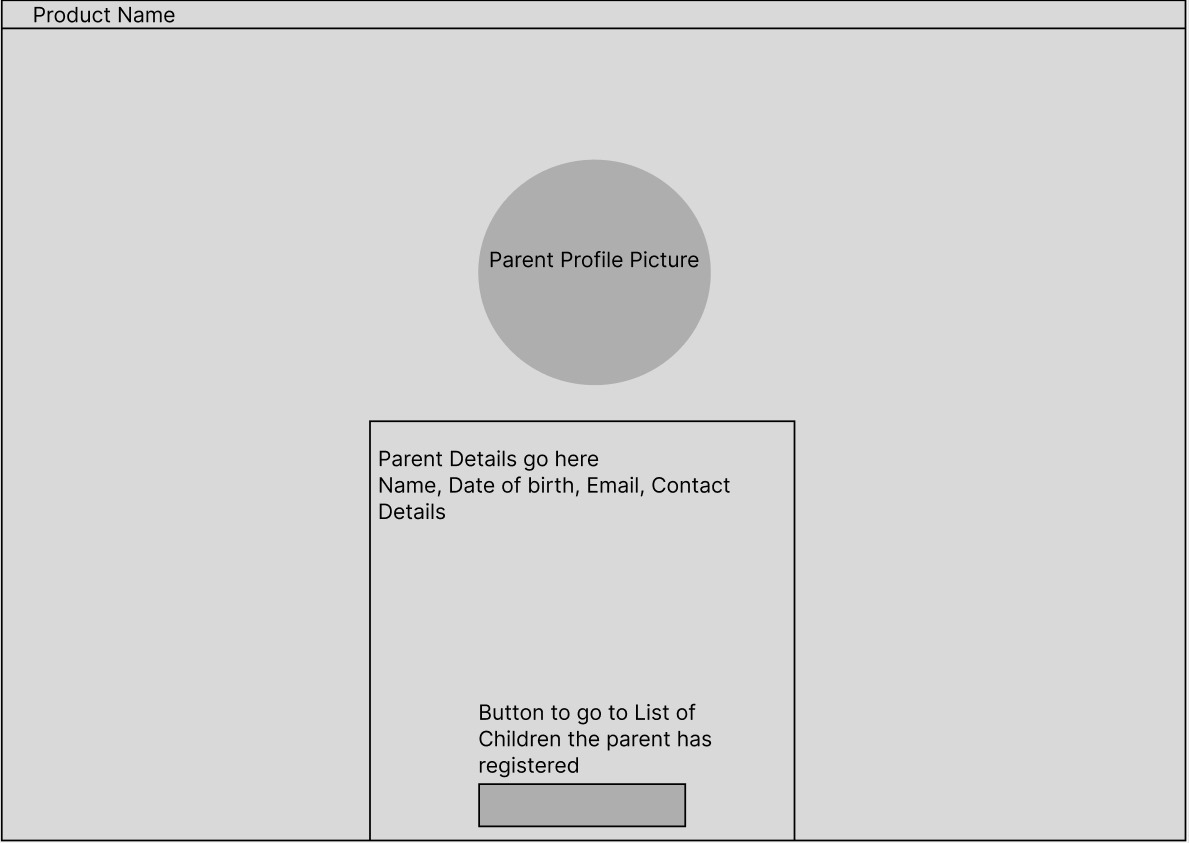 Product Name
Parent Profile Picture
Parent Details go here
Name, Date of birth, Email, Contact
Details
Button to go to List of
Children the parent has
registered